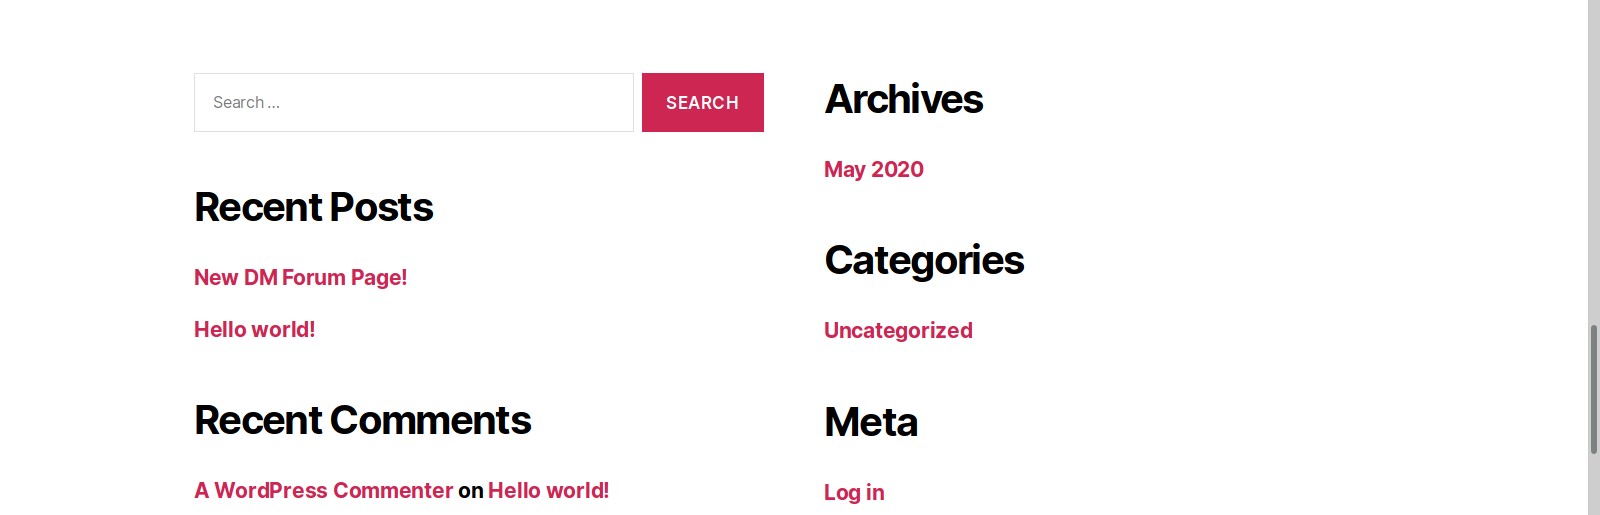 Search …
SEARCH
Recent Posts
New DM Forum Page!
Hello world!
Recent Comments
A WordPress Commenter on Hello world!
Archives
May 2020
Categories
Uncategorized
Meta
Log in